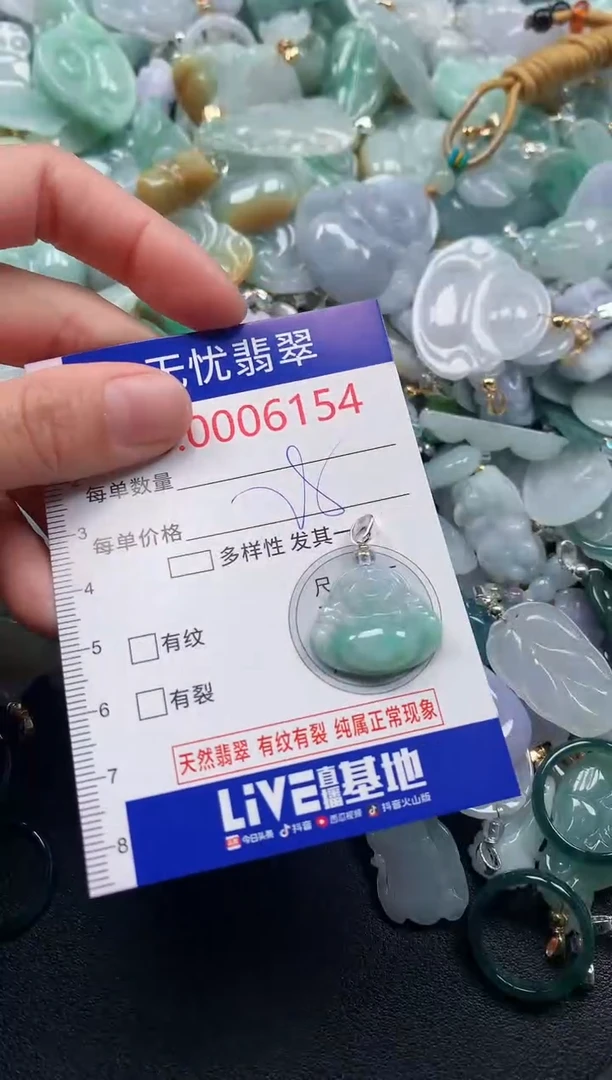 无忧翡翠
.0006154
每单数量
每单价格
多样性 发其一
尺
有纹
有裂
天然翡翠 有纹有裂 纯属正常现象
LiVE直播基地
今日头条 抖音 西瓜视频 抖音火山版
3
4
5
6
7
8